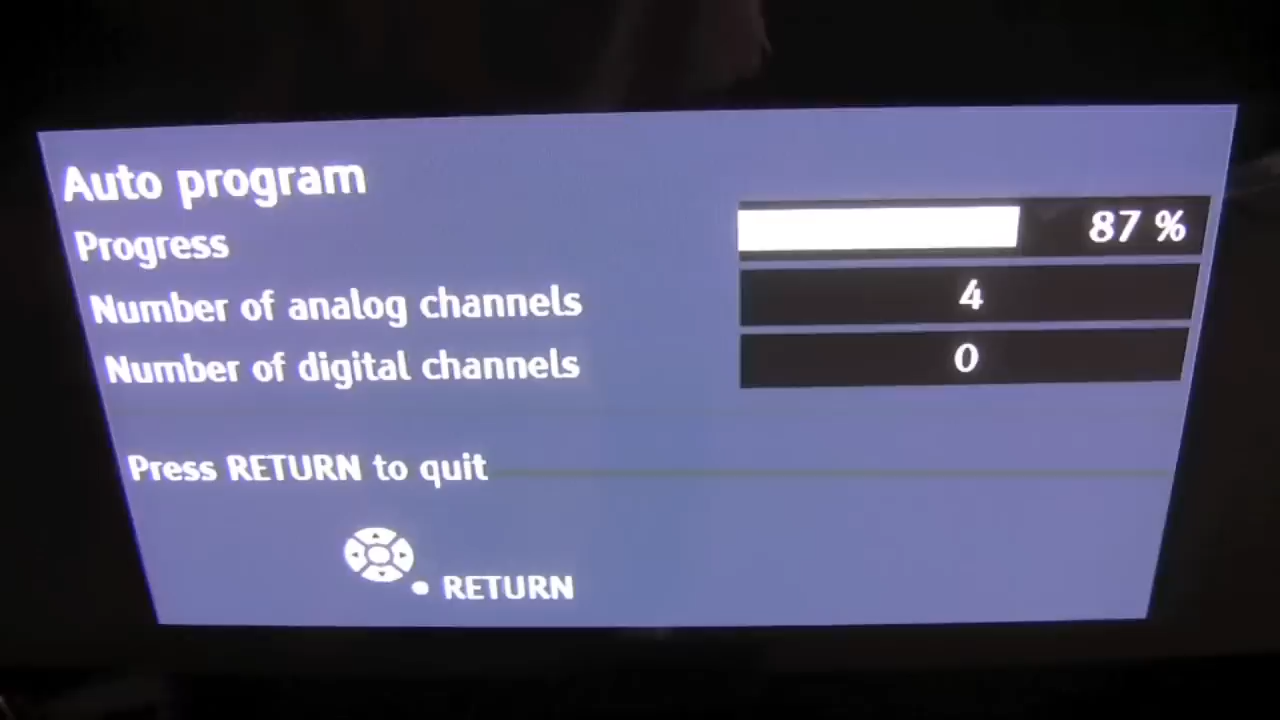 Auto program
Progress 87 %
Number of analog channels 4
Number of digital channels 0
Press RETURN to quit
RETURN